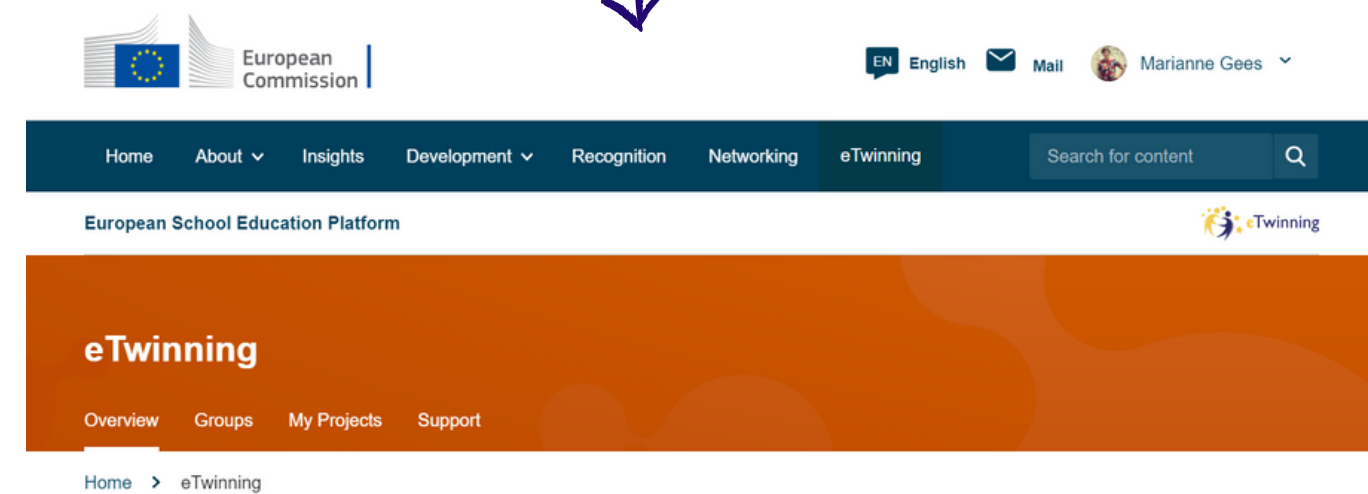 European
Commission
EN English Mail Marianne Gees
Home About Insights Development Recognition Networking eTwinning Search for content
European School Education Platform eTwinning
eTwinning
Overview Groups My Projects Support
Home > eTwinning